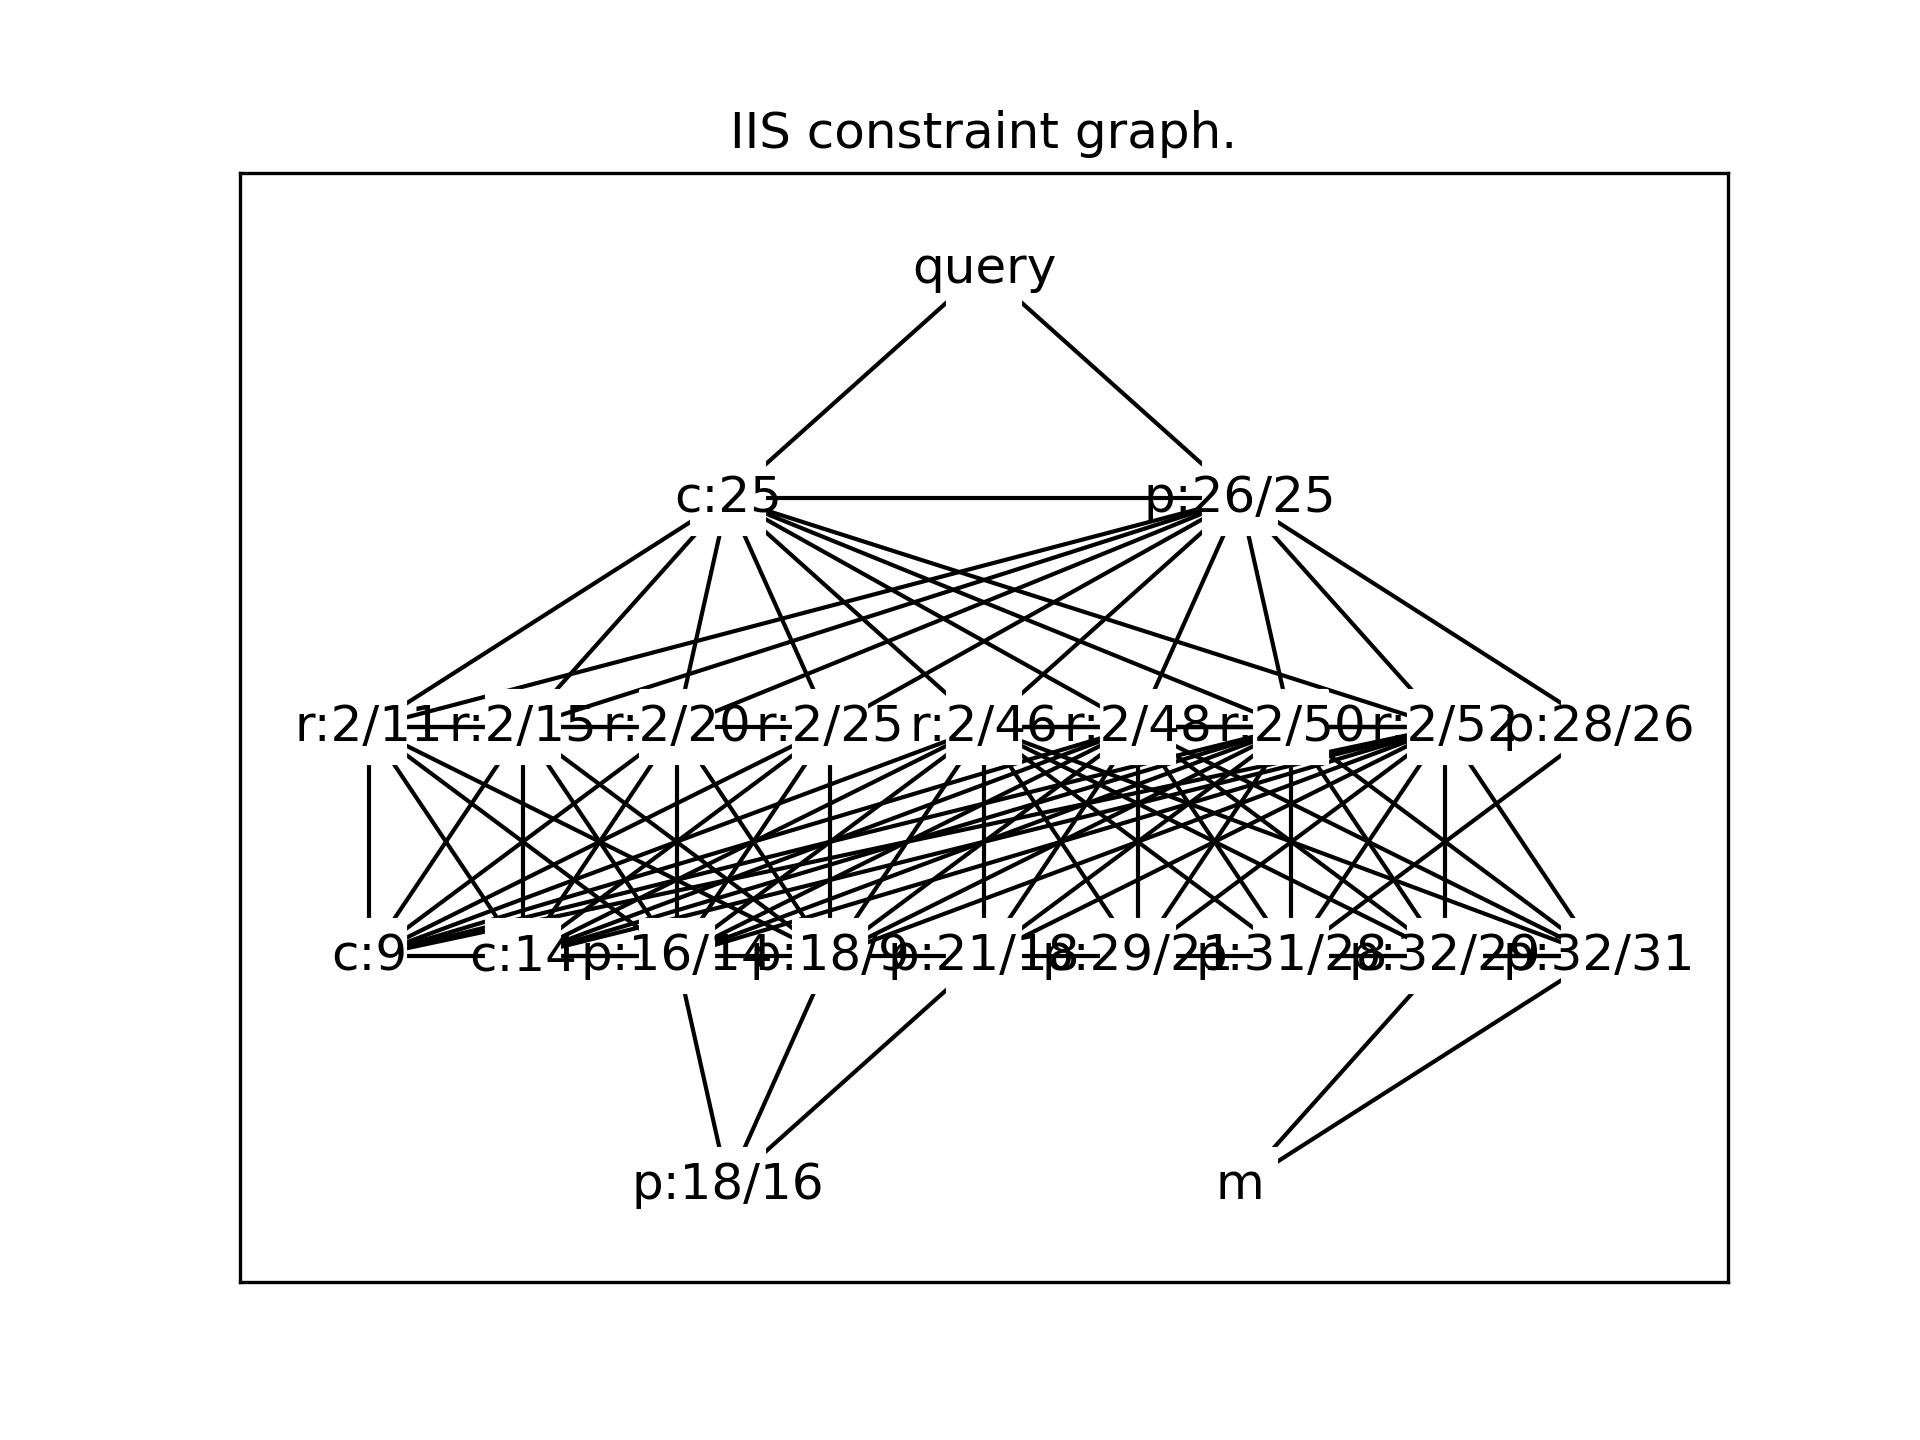 IIS constraint graph.
query
c:25 p:26/25
r:2/11 r:2/15 r:2/20 r:2/25 r:2/46 r:2/48 r:2/50 r:2/52 p:28/26
c:9 c:14 p:16/14 p:18/9 p:21/18 p:29/21 p:31/28 p:32/29 p:32/31
p:18/16 m